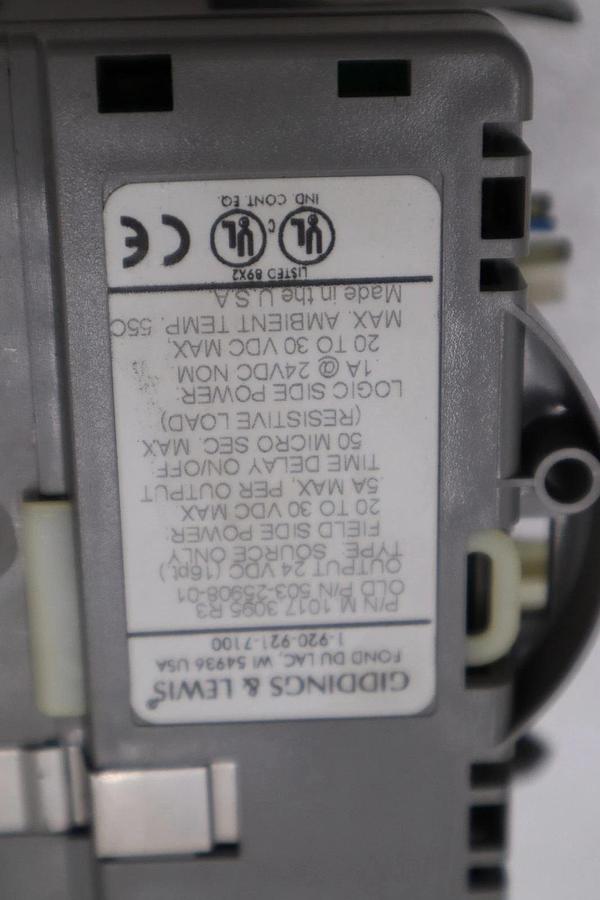 GIDDINGS & LEWIS®
FOND DU LAC, WI 54936 USA
1-920-921-7100
P/N M.1017.3095 R3
OLD P/N 503-25908-01
OUTPUT 24 VDC (16pt)
TYPE: SOURCE ONLY
FIELD SIDE POWER:
20 TO 30 VDC MAX
.5A MAX, PER OUTPUT
TIME DELAY ON/OFF
50 MICRO SEC. MAX.
(RESISTIVE LOAD)
LOGIC SIDE POWER:
1A @ 24VDC NOM.
20 TO 30 VDC MAX.
MAX. AMBIENT TEMP. 55C
Made in the U.S.A.
LISTED 89X2
UL C UL CE
IND. CONT. EQ.